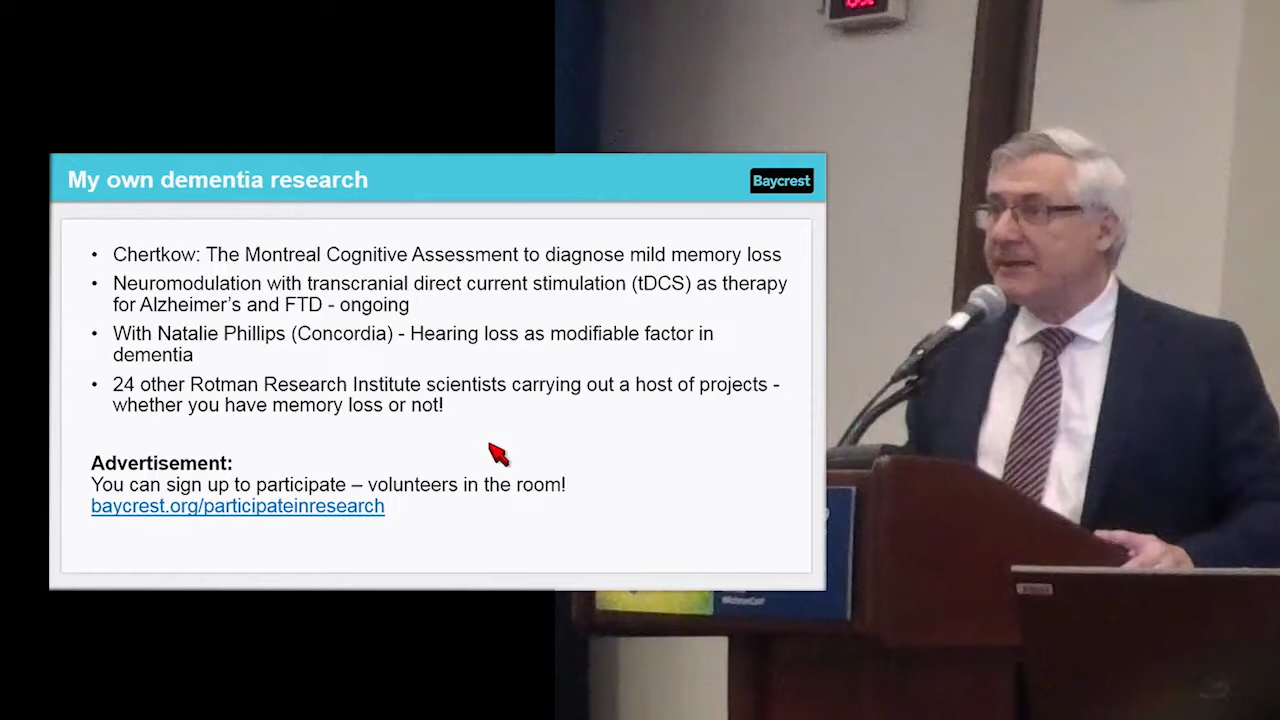 My own dementia research
Baycrest
• Chertkow: The Montreal Cognitive Assessment to diagnose mild memory loss
• Neuromodulation with transcranial direct current stimulation (tDCS) as therapy
for Alzheimer's and FTD - ongoing
• With Natalie Phillips (Concordia) - Hearing loss as modifiable factor in
dementia
• 24 other Rotman Research Institute scientists carrying out a host of projects -
whether you have memory loss or not!
Advertisement:
You can sign up to participate – volunteers in the room!
baycrest.org/participateinresearch